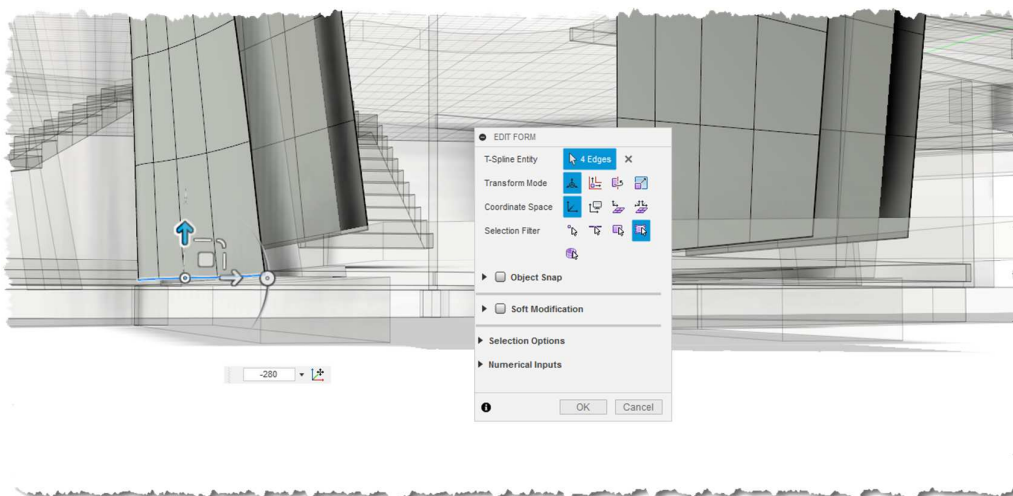 EDIT FORM
T-Spline Entity 4 Edges
Transform Mode
Coordinate Space
Selection Filter
Object Snap
Soft Modification
Selection Options
Numerical Inputs
-280
OK Cancel